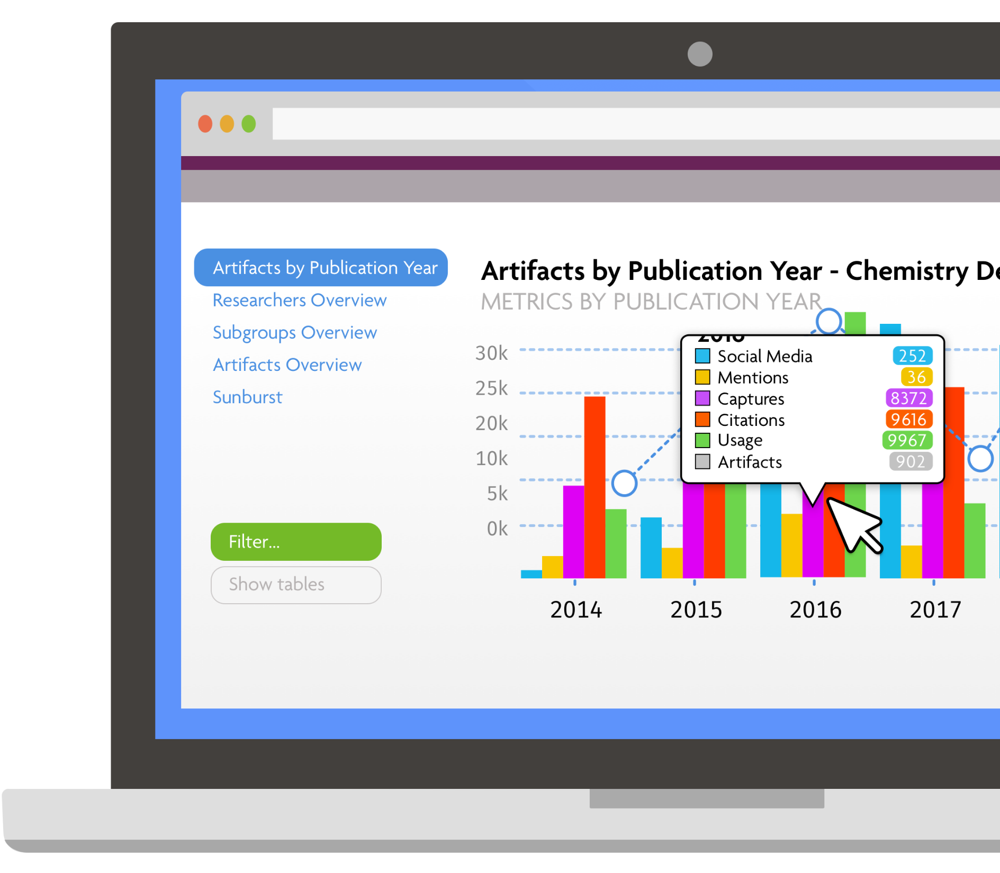 Artifacts by Publication Year
Researchers Overview
Subgroups Overview
Artifacts Overview
Sunburst
Filter...
Show tables
Artifacts by Publication Year - Chemistry
METRICS BY PUBLICATION YEAR
30k
25k
20k
10k
5k
0k
Social Media 252
Mentions 36
Captures 8372
Citations 9616
Usage 9967
Artifacts 902
2014 2015 2016 2017